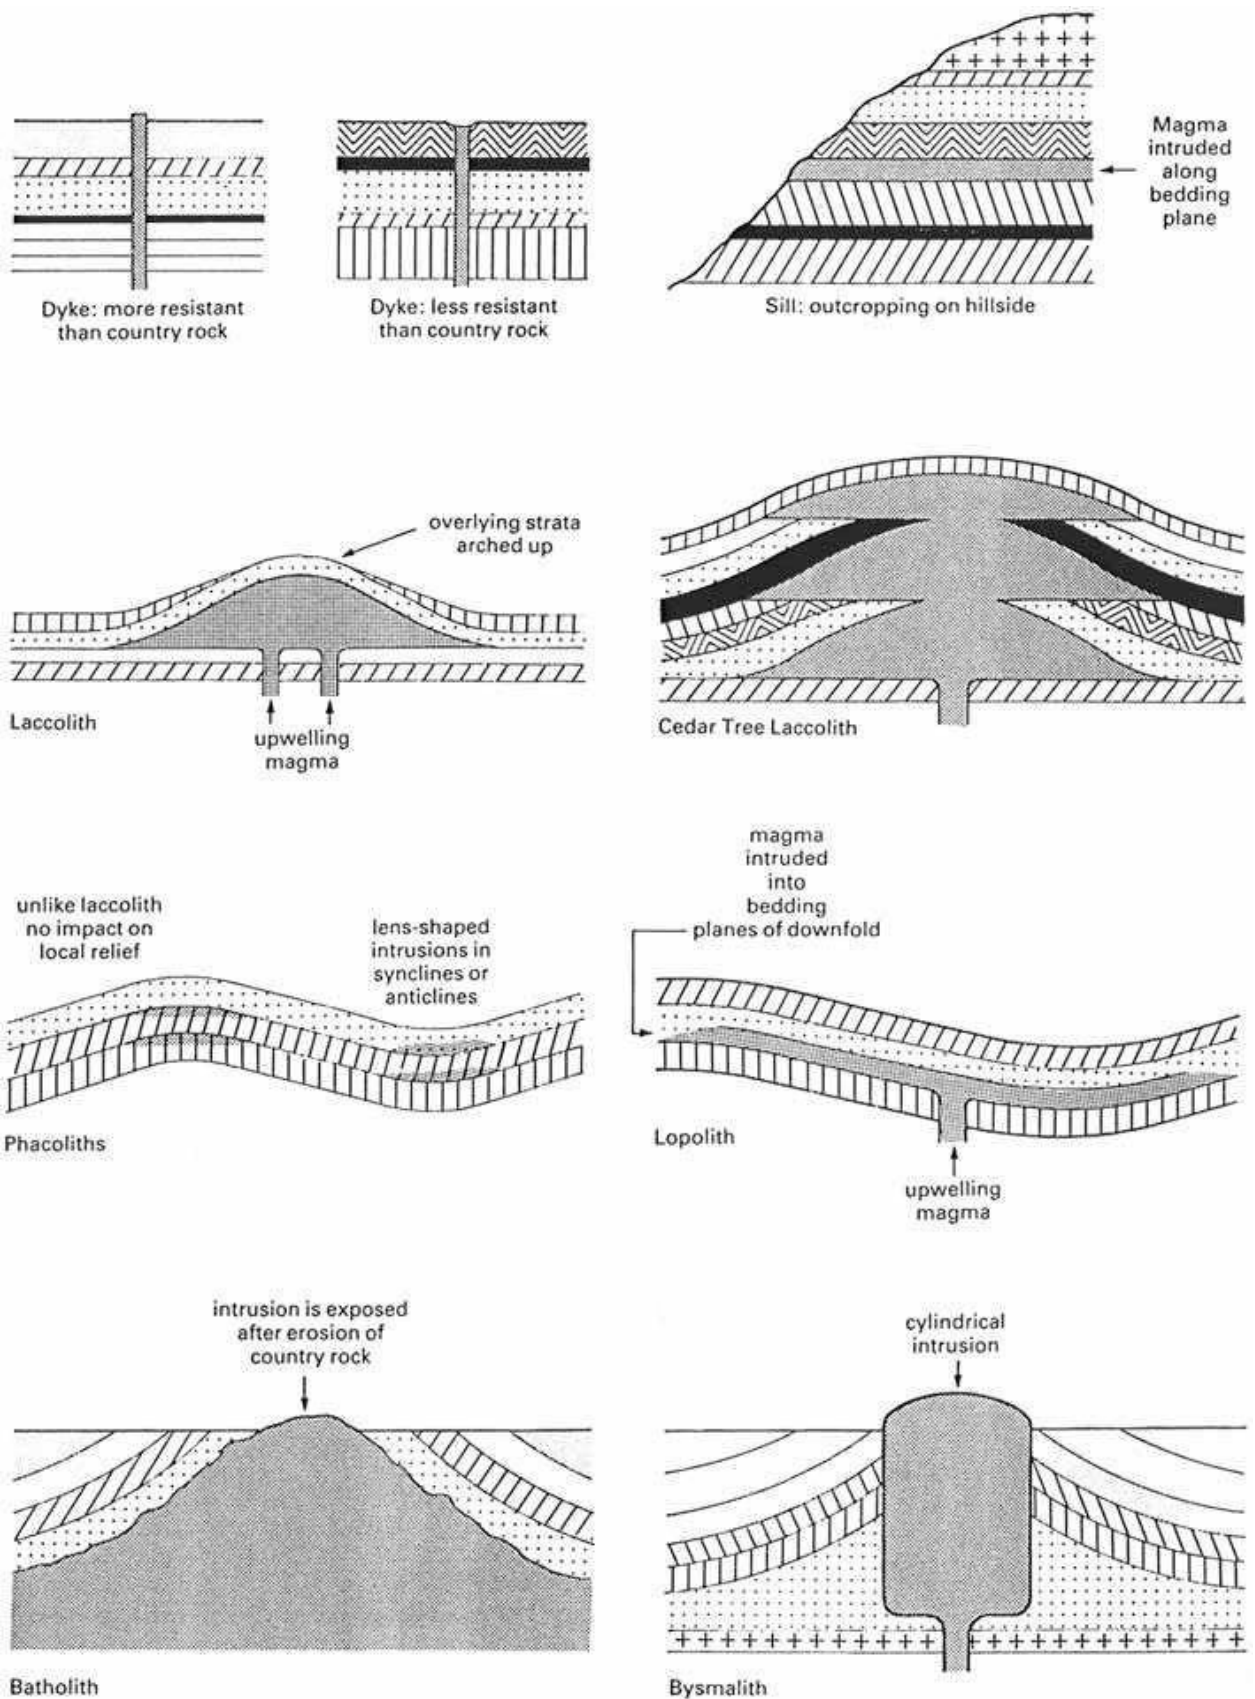 Dyke: more resistant
than country rock
Dyke: less resistant
than country rock
Magma
intruded
along
bedding
plane
Sill: outcropping on hillside
overlying strata
arched up
Laccolith
upwelling
magma
Cedar Tree Laccolith
unlike laccolith
no impact on
local relief
lens-shaped
intrusions in
synclines or
anticlines
Phacoliths
magma
intruded
into
bedding
planes of downfold
Lopolith
upwelling
magma
intrusion is exposed
after erosion of
country rock
Batholith
cylindrical
intrusion
Bysmalith